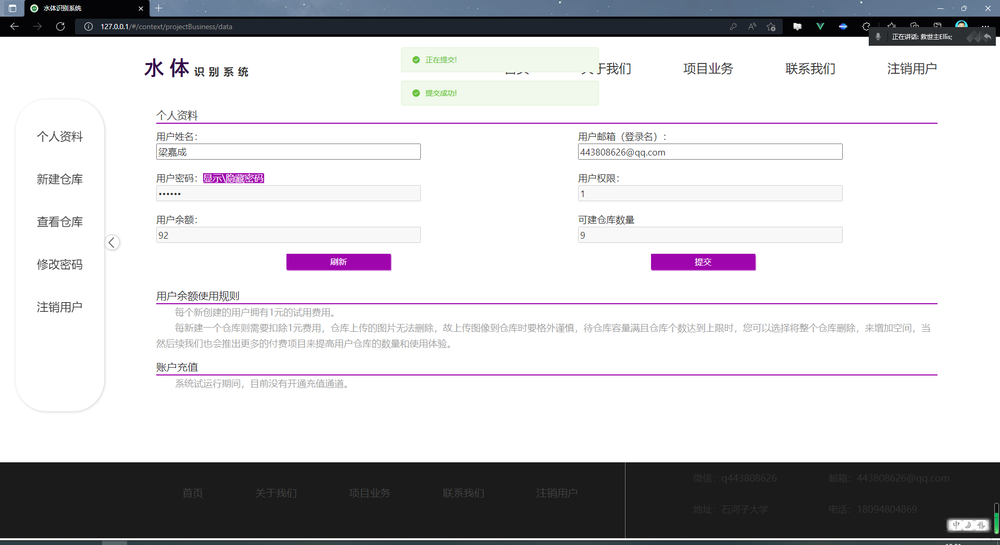 水体识别系统
127.0.0.1/#/context/projectBusiness/data
正在讲话: 救世主Ellis;
正在提交!
提交成功!
水体识别系统
首页
关于我们
项目业务
联系我们
注销用户
个人资料
新建仓库
查看仓库
修改密码
注销用户
个人资料
用户姓名：
梁嘉成
用户邮箱（登录名）：
443808626@qq.com
用户密码：显示\隐藏密码
••••••
用户权限：
1
用户余额：
92
可建仓库数量
9
刷新
提交
用户余额使用规则
每个新创建的用户拥有1元的试用费用。
每新建一个仓库则需要扣除1元费用，仓库上传的图片无法删除，故上传图像到仓库时要格外谨慎，待仓库容量满且仓库个数达到上限时，您可以选择将整个仓库删除，来增加空间，当
然后续我们也会推出更多的付费项目来提高用户仓库的数量和使用体验。
账户充值
系统试运行期间，目前没有开通充值通道。
首页
关于我们
项目业务
联系我们
注销用户
微信：q443808626
邮箱：443808626@qq.com
地址：石河子大学
电话：18094804869
中